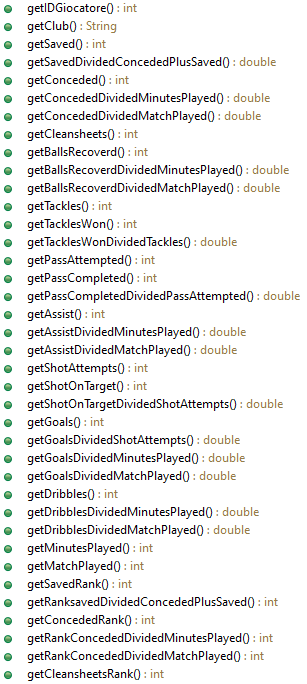 getIDGiocatore() : int
getClub() : String
getSaved() : int
getSavedDividedConcededPlusSaved() : double
getConceded() : int
getConcededDividedMinutesPlayed() : double
getConcededDividedMatchPlayed() : double
getCleansheets() : int
getBallsRecoverd() : int
getBallsRecoverdDividedMinutesPlayed() : double
getBallsRecoverdDividedMatchPlayed() : double
getTackles() : int
getTacklesWon() : int
getTacklesWonDividedTackles() : double
getPassAttempted() : int
getPassCompleted() : int
getPassCompletedDividedPassAttempted() : double
getAssist() : int
getAssistDividedMinutesPlayed() : double
getAssistDividedMatchPlayed() : double
getShotAttempts() : int
getShotOnTarget() : int
getShotOnTargetDividedShotAttempts() : double
getGoals() : int
getGoalsDividedShotAttempts() : double
getGoalsDividedMinutesPlayed() : double
getGoalsDividedMatchPlayed() : double
getDribbles() : int
getDribblesDividedMinutesPlayed() : double
getDribblesDividedMatchPlayed() : double
getMinutesPlayed() : int
getMatchPlayed() : int
getSavedRank() : int
getRanksavedDividedConcededPlusSaved() : int
getConcededRank() : int
getRankConcededDividedMinutesPlayed() : int
getRankConcededDividedMatchPlayed() : int
getCleansheetsRank() : int